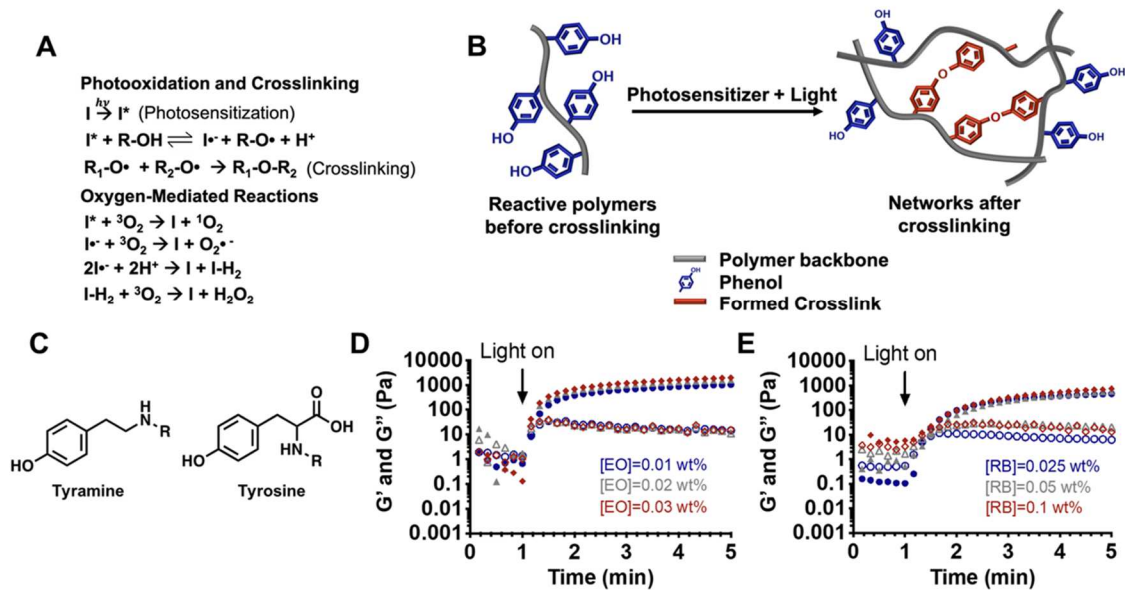 A
Photooxidation and Crosslinking
I hν→ I* (Photosensitization)
I* + R-OH ⇌ I•- + R-O• + H+
R1-O• + R2-O• → R1-O-R2 (Crosslinking)
Oxygen-Mediated Reactions
I* + ³O2 → I + ¹O2
I•- + ³O2 → I + O2•-
2I•- + 2H+ → I + I-H2
I-H2 + ³O2 → I + H2O2
B
OH
OH
HO
HO
Reactive polymers
before crosslinking
Photosensitizer + Light
OH
OH
HO
OH
O
O
Networks after
crosslinking
Polymer backbone
OH
Phenol
Formed Crosslink
C
HO
H
N
R
Tyramine
HO
O
OH
HN
R
Tyrosine
D
Light on
G’ and G” (Pa)
10000
1000
100
10
1
0.1
0.01
0.001
[EO]=0.01 wt%
[EO]=0.02 wt%
[EO]=0.03 wt%
0 1 2 3 4 5
Time (min)
E
Light on
G’ and G” (Pa)
10000
1000
100
10
1
0.1
0.01
0.001
[RB]=0.025 wt%
[RB]=0.05 wt%
[RB]=0.1 wt%
0 1 2 3 4 5
Time (min)